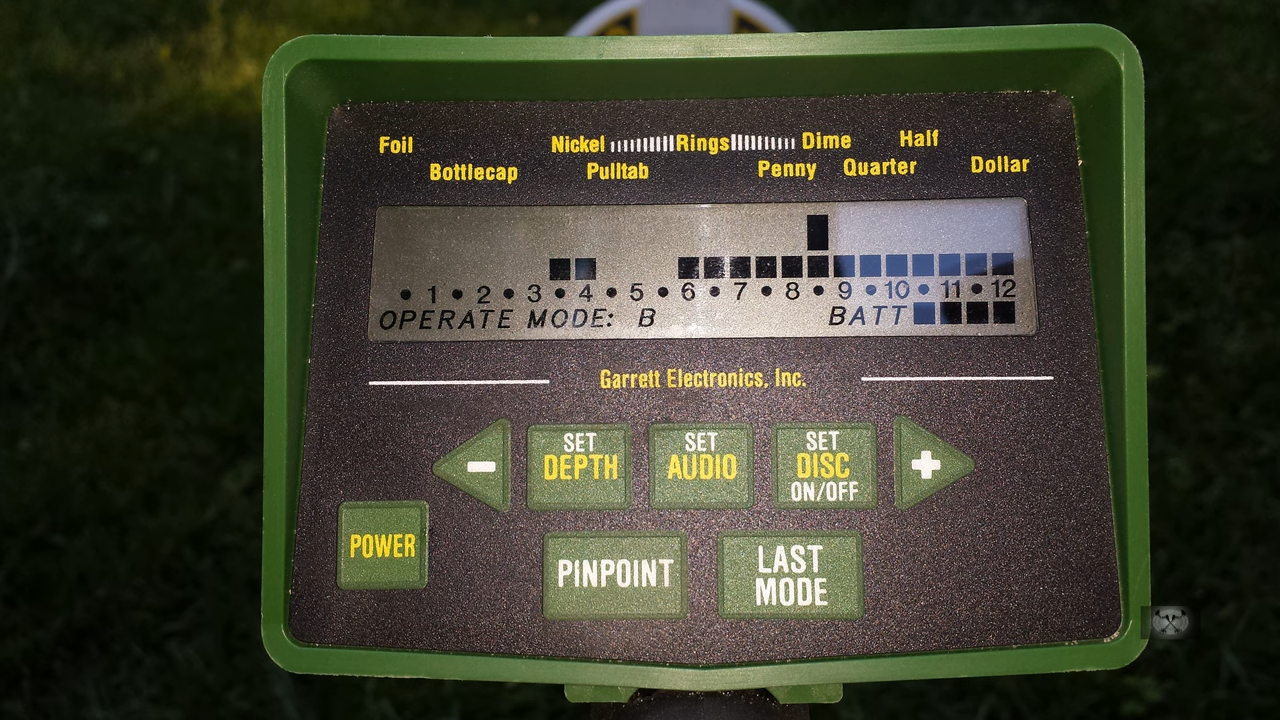 Foil Nickel Rings Dime Half
Bottlecap Pulltab Penny Quarter Dollar
• 1 • 2 • 3 • 4 • 5 • 6 • 7 • 8 • 9 • 10 • 11 • 12
OPERATE MODE: B BATT
Garrett Electronics, Inc.
- SET DEPTH SET AUDIO SET DISC ON/OFF +
POWER
PINPOINT LAST MODE